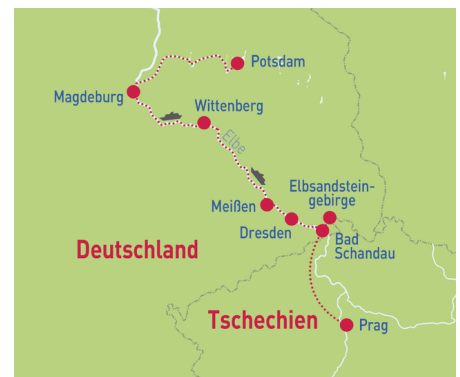 Potsdam
Magdeburg
Wittenberg
Elbe
Elbsandstein-
gebirge
Meißen
Dresden
Bad
Schandau
Deutschland
Tschechien
Prag